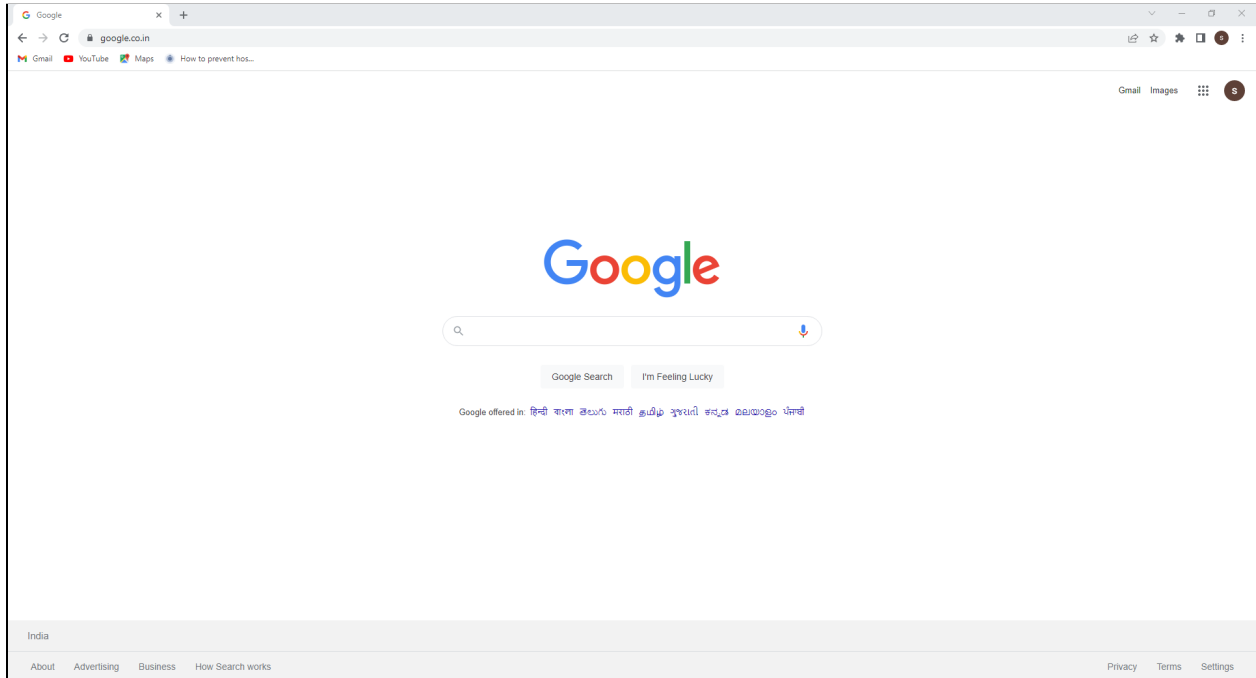 Google
google.co.in
Gmail YouTube Maps How to prevent hos...
Gmail Images S
Google
Google Search I'm Feeling Lucky
Google offered in: हिन्दी বাংলা తెలుగు मराठी தமிழ் ગુજરાતી ಕನ್ನಡ മലയാളം ਪੰਜਾਬੀ
India
About Advertising Business How Search works Privacy Terms Settings